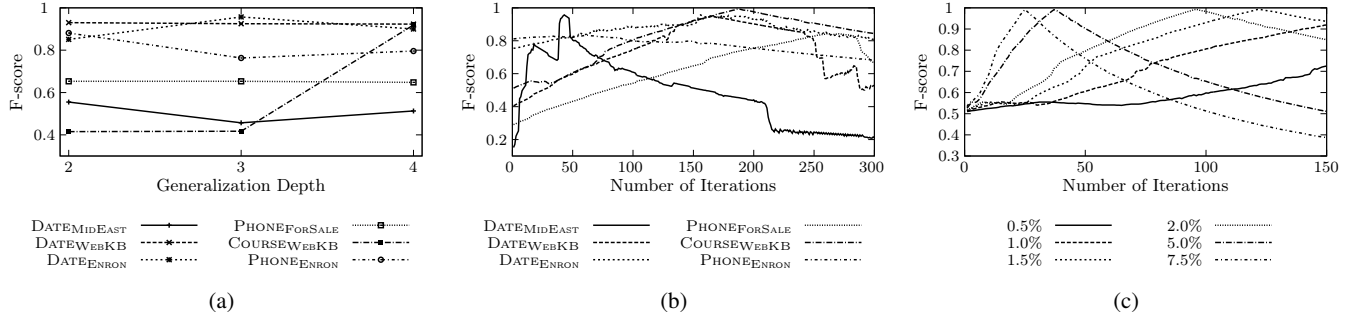 1
0.8
0.6
0.4
F-score
2
3
4
Generalization Depth
DATEMIDEAST
DATEWEBKB
DATEENRON
PHONEFORSALE
COURSEWEBKB
PHONEENRON
(a)
1
0.8
0.6
0.4
0.2
F-score
0
50
100
150
200
250
300
Number of Iterations
DATEMIDEAST
DATEWEBKB
DATEENRON
PHONEFORSALE
COURSEWEBKB
PHONEENRON
(b)
1
0.9
0.8
0.7
0.6
0.5
0.4
0.3
F-score
0
50
100
150
Number of Iterations
0.5%
1.0%
1.5%
2.0%
5.0%
7.5%
(c)